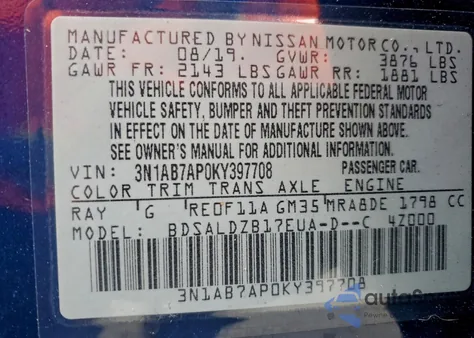 MANUFACTURED BY NISSAN MOTOR CO., LTD.
DATE: 08/19. GVWR: 3876 LBS
GAWR FR: 2143 LBS GAWR RR: 1881 LBS
THIS VEHICLE CONFORMS TO ALL APPLICABLE FEDERAL MOTOR
VEHICLE SAFETY, BUMPER AND THEFT PREVENTION STANDARDS
IN EFFECT ON THE DATE OF MANUFACTURE SHOWN ABOVE.
SEE OWNER'S MANUAL FOR ADDITIONAL INFORMATION.
VIN: 3N1AB7AP0KY397708 PASSENGER CAR.
COLOR TRIM TRANS AXLE ENGINE
RAY G RE0F11A GM35 MRA8DE 1798 CC
MODEL: BDSALDZB17EUA-D--C 4Z000
3N1AB7AP0KY397708